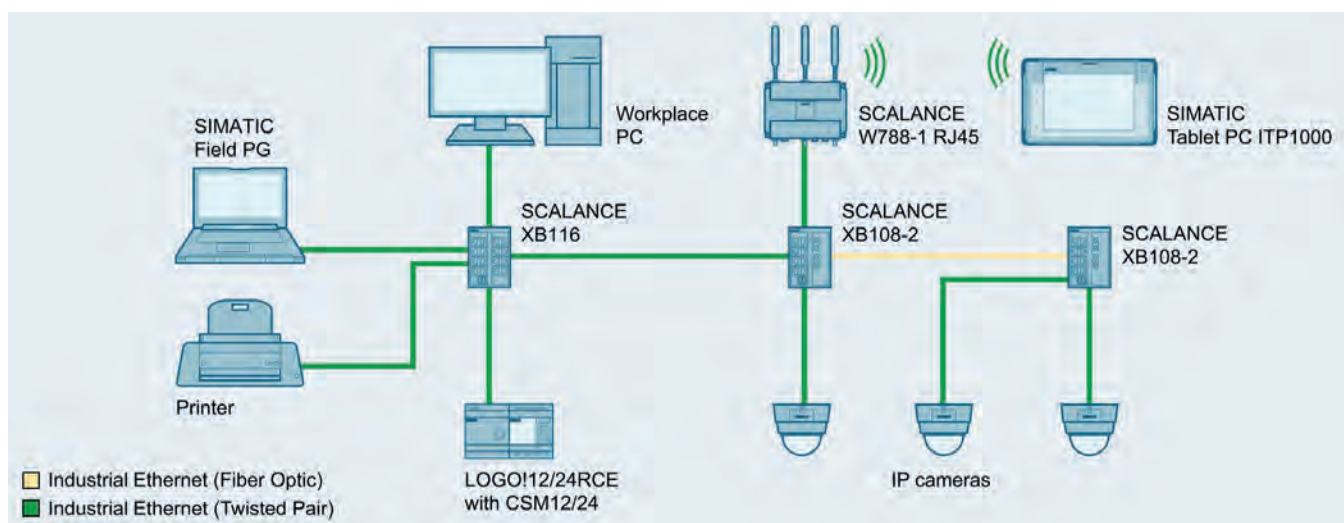 Workplace
PC
SIMATIC
Field PG
SCALANCE
W788-1 RJ45
SIMATIC
Tablet PC ITP1000
SCALANCE
XB116
SCALANCE
XB108-2
SCALANCE
XB108-2
Printer
LOGO!12/24RCE
with CSM12/24
IP cameras
Industrial Ethernet (Fiber Optic)
Industrial Ethernet (Twisted Pair)